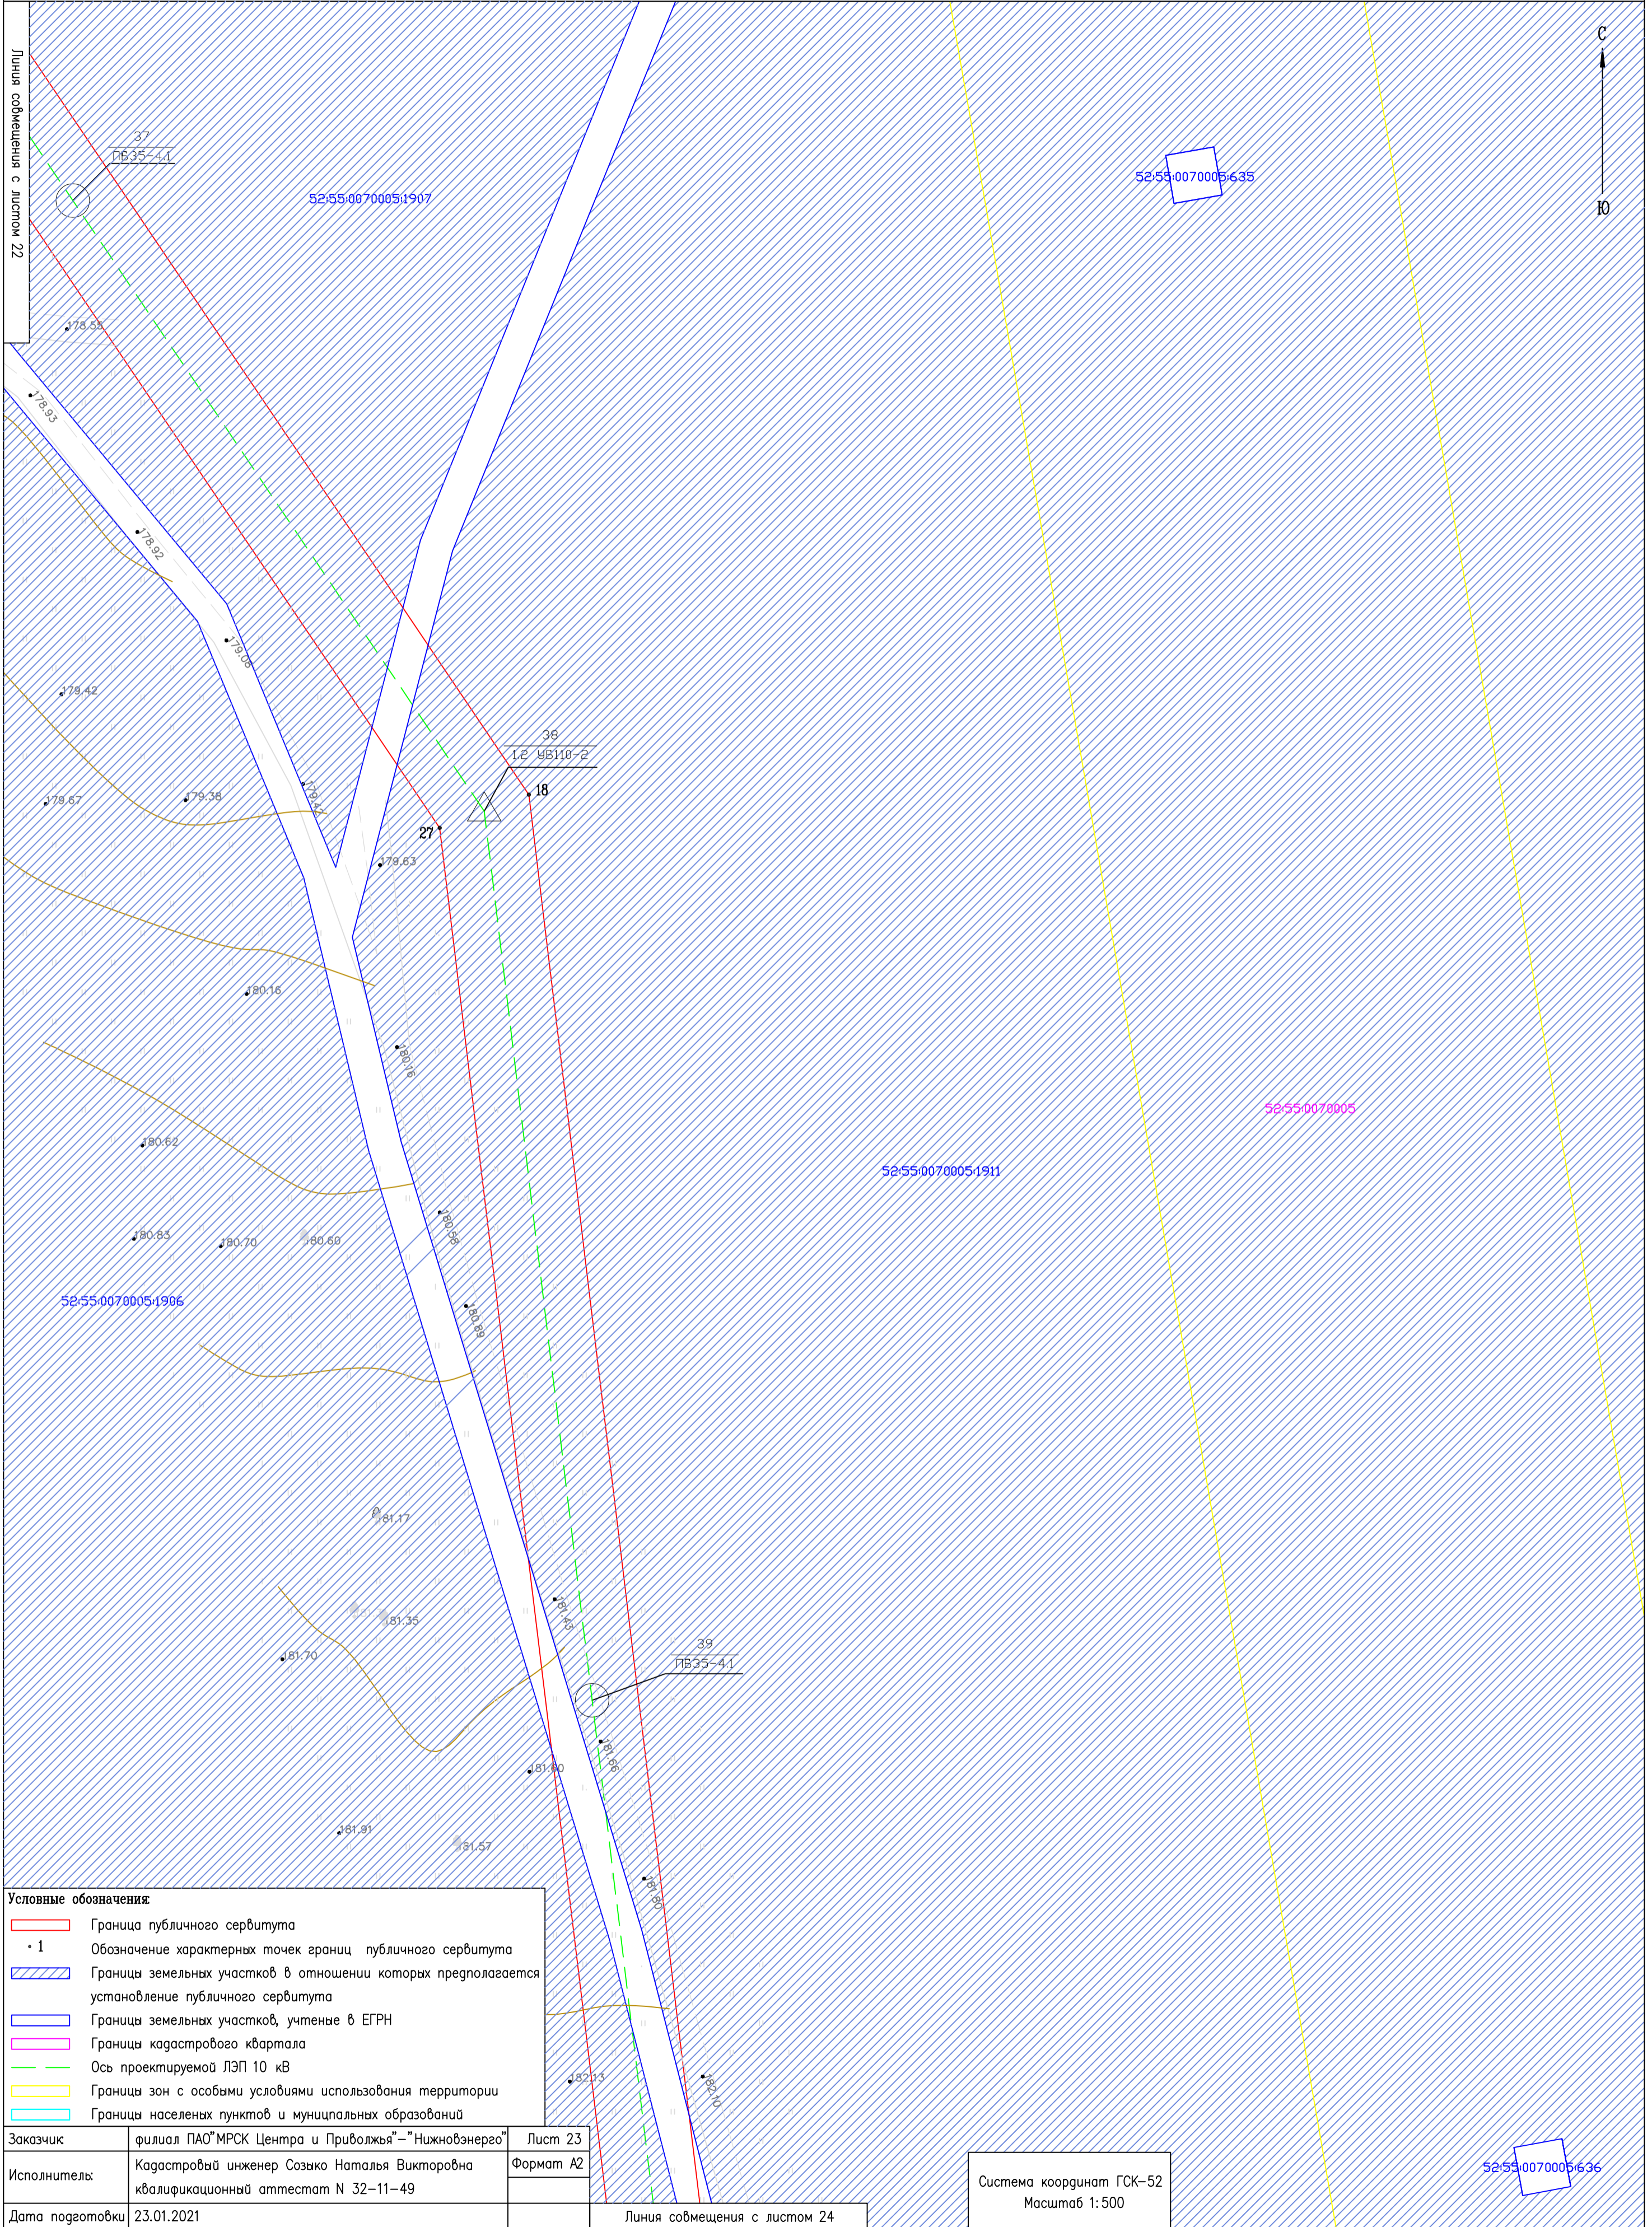 Линия совмещения с листом 22
С
Ю
37
ПБ35-4.1
52:55:0070005:1907
52:55:0070005:635
178.55
178.93
178.92
179.08
179.42
38
1.2 УБ110-2
18
27
179.67
179.38
179.42
179.63
180.16
180.16
52:55:0070005
180.62
52:55:0070005:1911
180.83
180.70
180.60
180.58
52:55:0070005:1906
180.89
181.17
181.43
181.35
181.70
39
ПВ35-4.1
181.60
181.66
181.91
181.57
181.80
Условные обозначения:
Граница публичного сервитута
1
Обозначение характерных точек границ публичного сервитута
Границы земельных участков в отношении которых предполагается
установление публичного сервитута
Границы земельных участков, учтеные в ЕГРН
Границы кадастрового квартала
Ось проектируемой ЛЭП 10 кВ
Границы зон с особыми условиями использования территории
Границы населеных пунктов и муницпальных образований
182.13
182.10
Заказчик:
филиал ПАО"МРСК Центра и Приволжья"-"Нижновэнерго"
Лист 23
Исполнитель:
Кадастровый инженер Созыко Наталья Викторовна
квалификационный аттестат N 32-11-49
Формат А2
Дата подготовки
23.01.2021
Линия совмещения с листом 24
Система координат ГСК-52
Масштаб 1:500
52:55:0070005:636